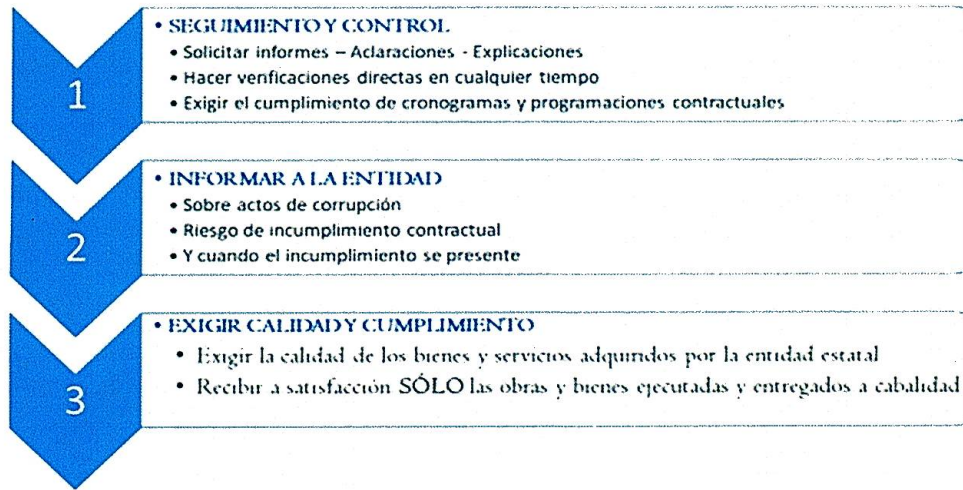 1
• SEGUIMIENTO Y CONTROL
• Solicitar informes – Aclaraciones - Explicaciones
• Hacer verificaciones directas en cualquier tiempo
• Exigir el cumplimiento de cronogramas y programaciones contractuales
2
• INFORMAR A LA ENTIDAD
• Sobre actos de corrupción
• Riesgo de incumplimiento contractual
• Y cuando el incumplimiento se presente
3
• EXIGIR CALIDAD Y CUMPLIMIENTO
• Exigir la calidad de los bienes y servicios adquiridos por la entidad estatal
• Recibir a satisfacción SÓLO las obras y bienes ejecutadas y entregados a cabalidad